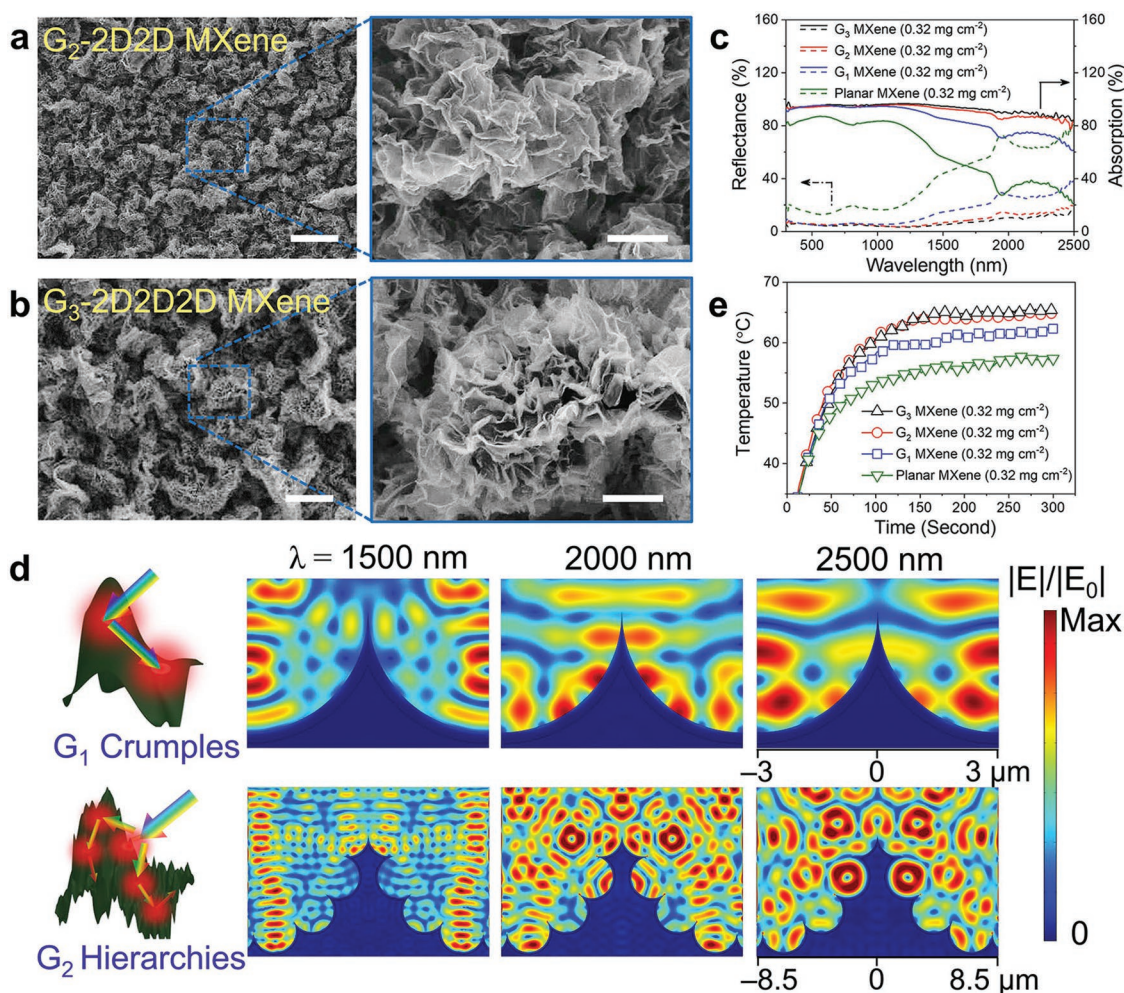 a
G₂-2D2D MXene
b
G₃-2D2D2D MXene
c
160
120
80
40
0
Reflectance (%)
G₃ MXene (0.32 mg cm⁻²)
G₂ MXene (0.32 mg cm⁻²)
G₁ MXene (0.32 mg cm⁻²)
Planar MXene (0.32 mg cm⁻²)
160
120
80
40
0
Absorption (%)
500 1000 1500 2000 2500
Wavelength (nm)
e
70
60
50
40
Temperature (°C)
G₃ MXene (0.32 mg cm⁻²)
G₂ MXene (0.32 mg cm⁻²)
G₁ MXene (0.32 mg cm⁻²)
Planar MXene (0.32 mg cm⁻²)
0 50 100 150 200 250 300
Time (Second)
d
λ = 1500 nm 2000 nm 2500 nm
|E|/|E₀|
Max
0
G₁ Crumples
–3 0 3 µm
G₂ Hierarchies
–8.5 0 8.5 µm